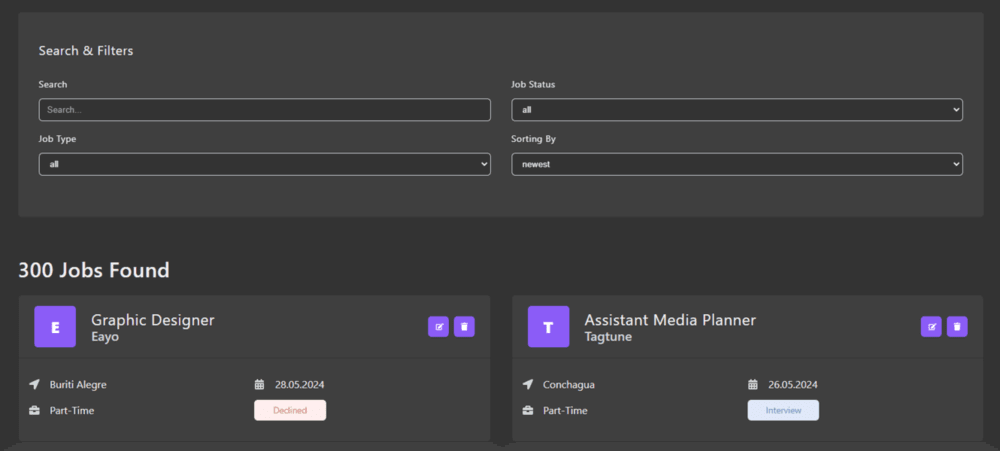 Search & Filters
Search
Job Status
Search...
all
Job Type
Sorting By
all
newest
300 Jobs Found
E
Graphic Designer
Eayo
Buriti Alegre
28.05.2024
Part-Time
Declined
T
Assistant Media Planner
Tagtune
Conchagua
26.05.2024
Part-Time
Interview